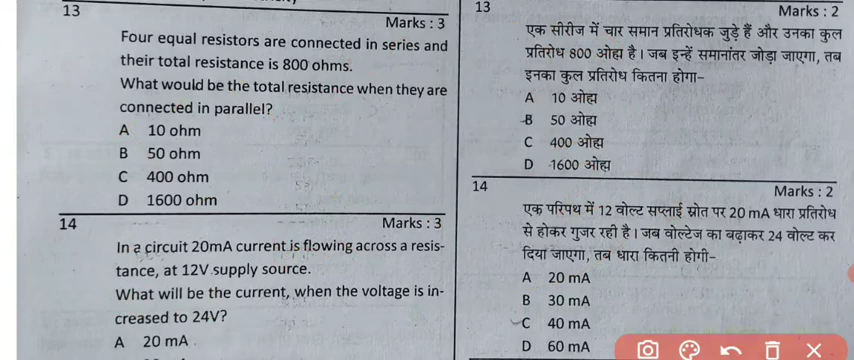 13
Marks : 3
Four equal resistors are connected in series and
their total resistance is 800 ohms.
What would be the total resistance when they are
connected in parallel?
A 10 ohm
B 50 ohm
C 400 ohm
D 1600 ohm
14
Marks : 3
In a circuit 20mA current is flowing across a resis-
tance, at 12V supply source.
What will be the current, when the voltage is in-
creased to 24V?
A 20 mA
13
Marks : 2
एक सीरीज में चार समान प्रतिरोधक जुड़े हैं और उनका कुल
प्रतिरोध 800 ओह्म है। जब इन्हें समानांतर जोड़ा जाएगा, तब
इनका कुल प्रतिरोध कितना होगा–
A 10 ओह्म
B 50 ओह्म
C 400 ओह्म
D 1600 ओह्म
14
Marks : 2
एक परिपथ में 12 वोल्ट सप्लाई स्रोत पर 20 mA धारा प्रतिरोध
से होकर गुजर रही है। जब वोल्टेज का बढ़ाकर 24 वोल्ट कर
दिया जाएगा, तब धारा कितनी होगी–
A 20 mA
B 30 mA
C 40 mA
D 60 mA